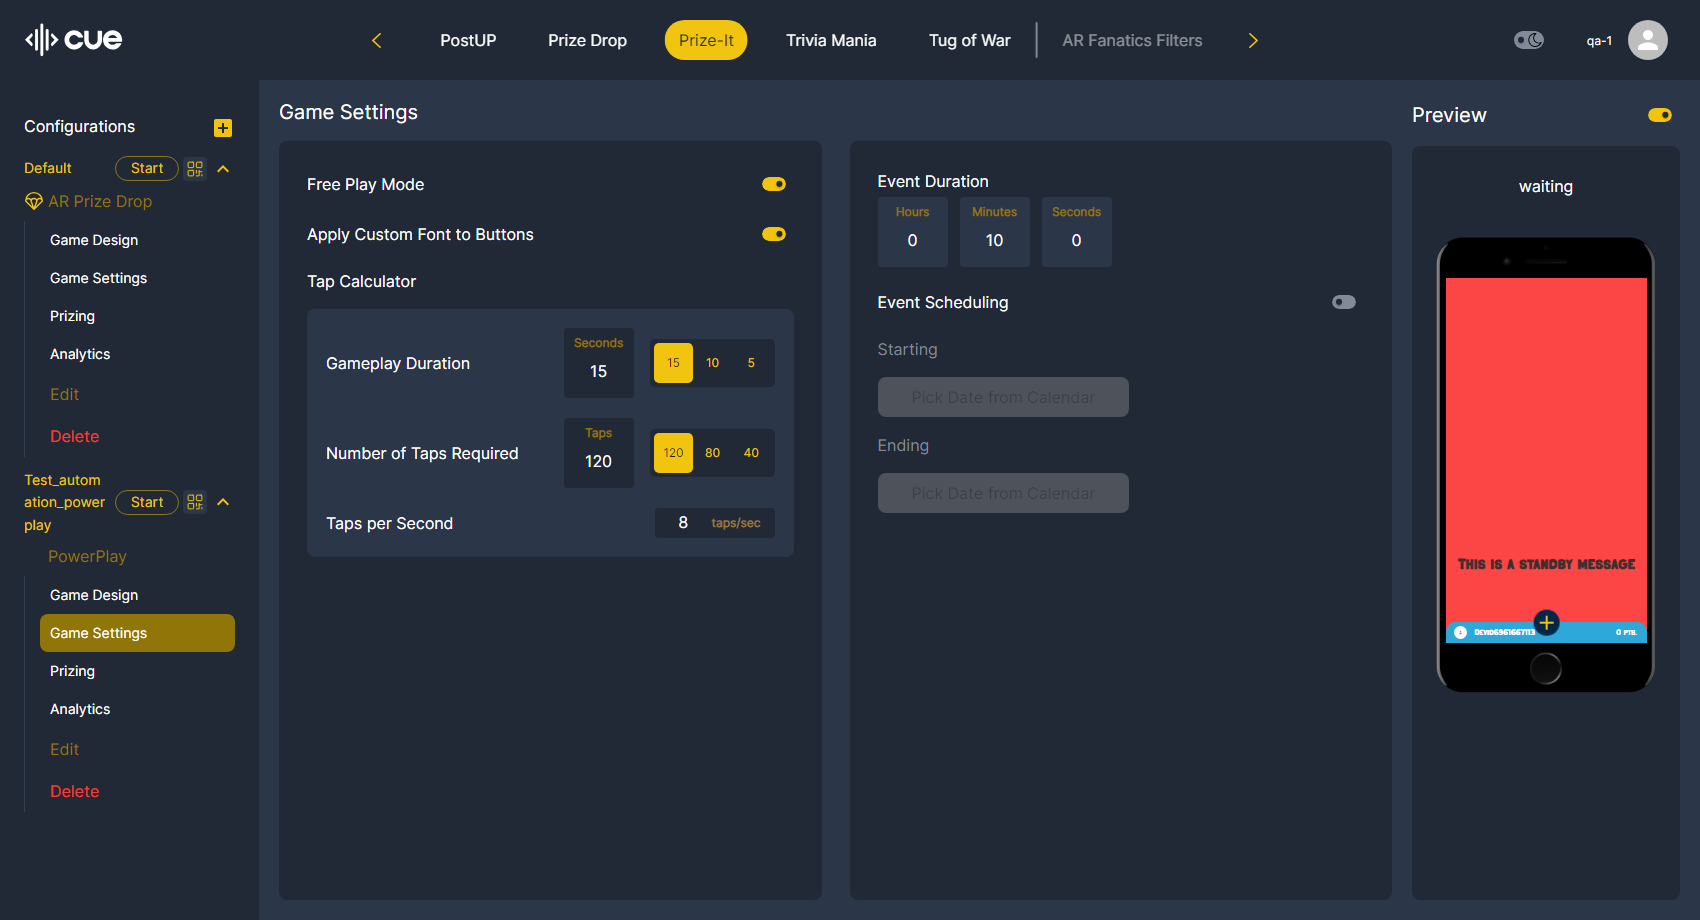 cue
PostUP
Prize Drop
Prize-It
Trivia Mania
Tug of War
AR Fanatics Filters
qa-1
Configurations
Default
Start
AR Prize Drop
Game Design
Game Settings
Prizing
Analytics
Edit
Delete
Test_autom
ation_power
play
Start
PowerPlay
Game Design
Game Settings
Prizing
Analytics
Edit
Delete
Game Settings
Free Play Mode
Apply Custom Font to Buttons
Tap Calculator
Gameplay Duration
Seconds
15
15 10 5
Number of Taps Required
Taps
120
120 80 40
Taps per Second
8 taps/sec
Event Duration
Hours
0
Minutes
10
Seconds
0
Event Scheduling
Starting
Pick Date from Calendar
Ending
Pick Date from Calendar
Preview
waiting
This is a standby message
0 pts.